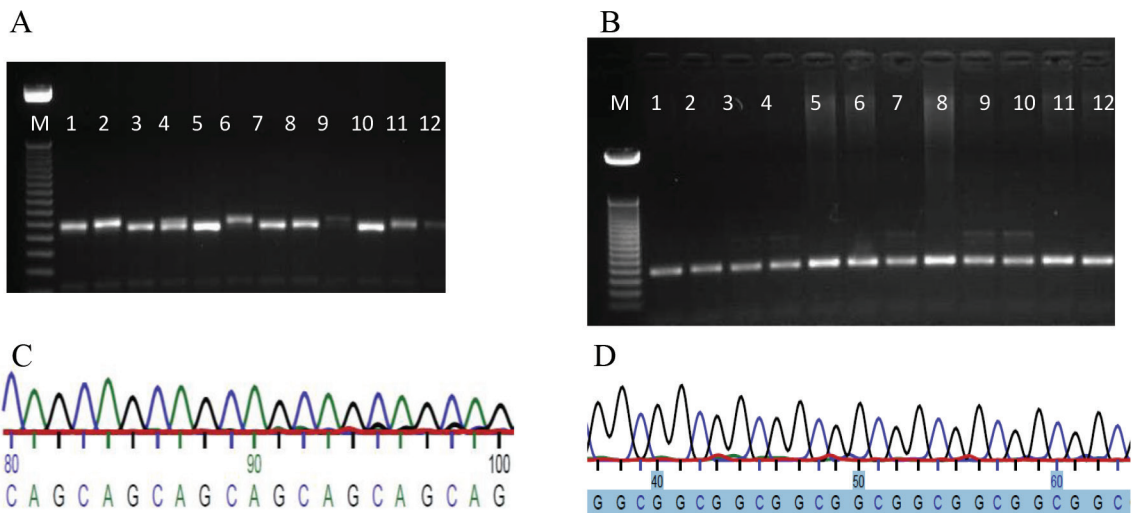 A
M 1 2 3 4 5 6 7 8 9 10 11 12
B
M 1 2 3 4 5 6 7 8 9 10 11 12
C
80 90 100
C A G C A G C A G C A G C A G C A G C A G
D
40 50 60
G G C G G C G G C G G C G G C G G C G G C G G C G G C